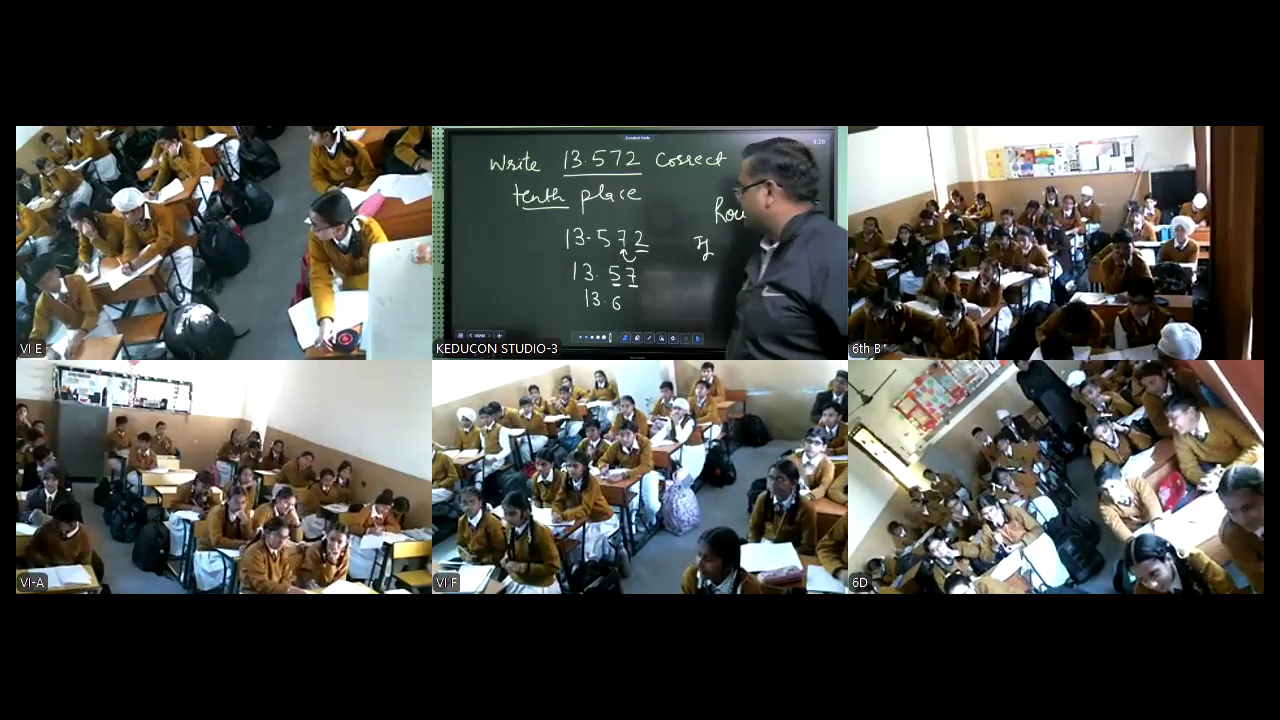 Write 13.572 correct
tenth place
Rou
If
13.572
13.57
13.6
VI E
KEDUCON STUDIO-3
6th B
VI-A
VI F
6D